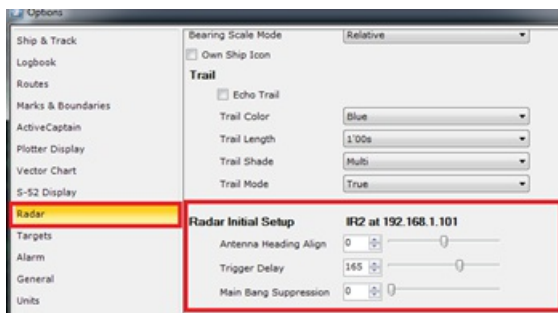 Options
Ship & Track
Logbook
Routes
Marks & Boundaries
ActiveCaptain
Plotter Display
Vector Chart
S-52 Display
Radar
Targets
Alarm
General
Units
Bearing Scale Mode Relative
Own Ship Icon
Trail
Echo Trail
Trail Color Blue
Trail Length 1'00s
Trail Shade Multi
Trail Mode True
Radar Initial Setup IR2 at 192.168.1.101
Antenna Heading Align 0
Trigger Delay 165
Main Bang Suppression 0